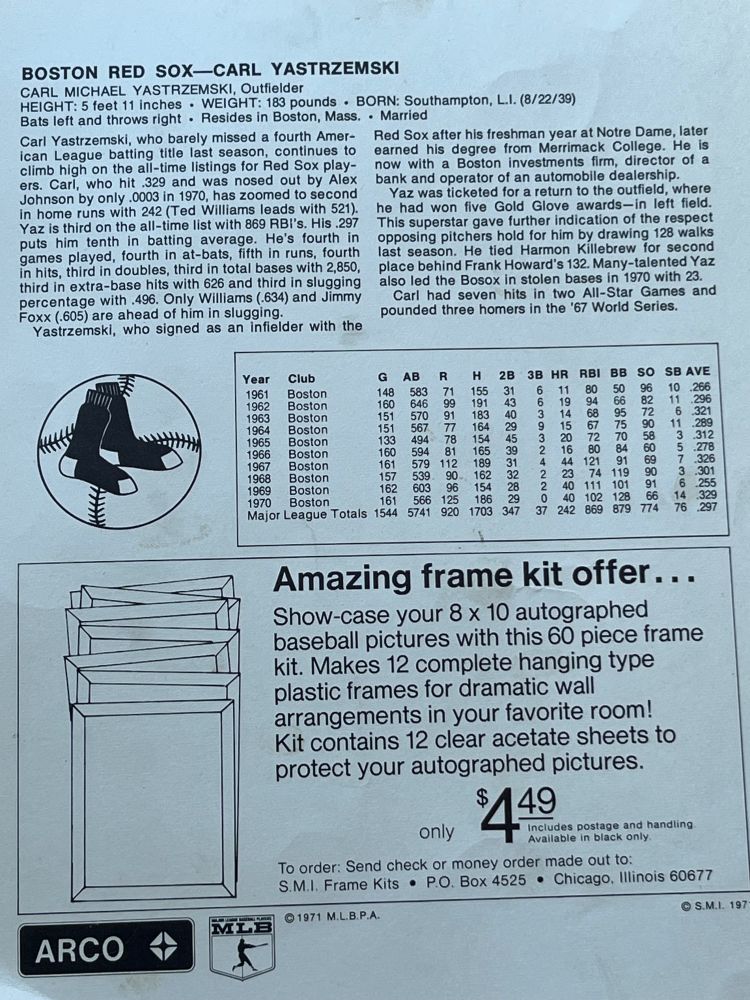 BOSTON RED SOX—CARL YASTRZEMSKI
CARL MICHAEL YASTRZEMSKI, Outfielder
HEIGHT: 5 feet 11 inches • WEIGHT: 183 pounds • BORN: Southampton, L.I. (8/22/39)
Bats left and throws right • Resides in Boston, Mass. • Married
Carl Yastrzemski, who barely missed a fourth Amer-
ican League batting title last season, continues to
climb high on the all-time listings for Red Sox play-
ers. Carl, who hit .329 and was nosed out by Alex
Johnson by only .0003 in 1970, has zoomed to second
in home runs with 242 (Ted Williams leads with 521).
Yaz is third on the all-time list with 869 RBI's. His .297
puts him tenth in batting average. He's fourth in
games played, fourth in at-bats, fifth in runs, fourth
in hits, third in doubles, third in total bases with 2,850,
third in extra-base hits with 626 and third in slugging
percentage with .496. Only Williams (.634) and Jimmy
Foxx (.605) are ahead of him in slugging.
Yastrzemski, who signed as an infielder with the
Red Sox after his freshman year at Notre Dame, later
earned his degree from Merrimack College. He is
now with a Boston investments firm, director of a
bank and operator of an automobile dealership.
Yaz was ticketed for a return to the outfield, where
he had won five Gold Glove awards—in left field.
This superstar gave further indication of the respect
opposing pitchers hold for him by drawing 128 walks
last season. He tied Harmon Killebrew for second
place behind Frank Howard's 132. Many-talented Yaz
also led the Bosox in stolen bases in 1970 with 23.
Carl had seven hits in two All-Star Games and
pounded three homers in the '67 World Series.
Year Club G AB R H 2B 3B HR RBI BB SO SB AVE
1961 Boston 148 583 71 155 31 6 11 80 50 96 10 .266
1962 Boston 160 646 99 191 43 6 19 94 66 82 11 .296
1963 Boston 151 570 91 183 40 3 14 68 95 72 6 .321
1964 Boston 151 567 77 164 29 9 15 67 75 90 11 .289
1965 Boston 133 494 78 154 45 3 20 72 70 58 3 .312
1966 Boston 160 594 81 165 39 2 16 80 84 60 5 .278
1967 Boston 161 579 112 189 31 4 44 121 91 69 7 .326
1968 Boston 157 539 90 162 32 2 23 74 119 90 3 .301
1969 Boston 162 603 96 154 28 2 40 111 101 91 6 .255
1970 Boston 161 566 125 186 29 0 40 102 128 66 14 .329
Major League Totals 1544 5741 920 1703 347 37 242 869 879 774 76 .297
Amazing frame kit offer...
Show-case your 8 x 10 autographed
baseball pictures with this 60 piece frame
kit. Makes 12 complete hanging type
plastic frames for dramatic wall
arrangements in your favorite room!
Kit contains 12 clear acetate sheets to
protect your autographed pictures.
only $4.49
Includes postage and handling.
Available in black only.
To order: Send check or money order made out to:
S.M.I. Frame Kits • P.O. Box 4525 • Chicago, Illinois 60677
ARCO
MAJOR LEAGUE BASEBALL PLAYERS
MLB
© 1971 M.L.B.P.A.
© S.M.I. 197